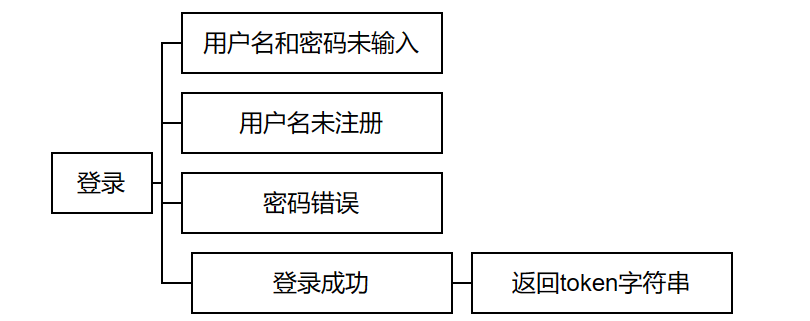 用户名和密码未输入
用户名未注册
登录
密码错误
登录成功
返回token字符串